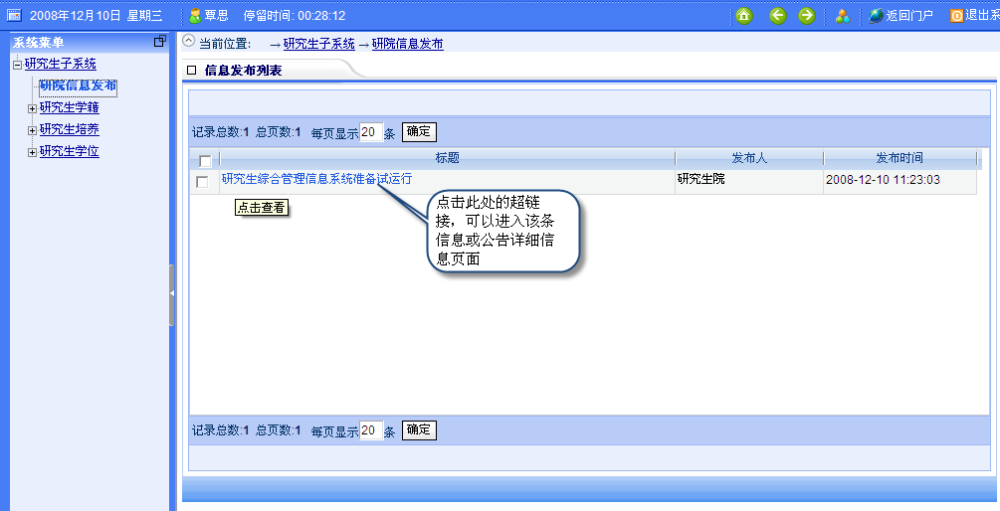 2008年12月10日 星期三 覃思 停留时间: 00:28:12 返回门户 退出系
系统菜单
研究生子系统
研院信息发布
研究生学籍
研究生培养
研究生学位
当前位置: →研究生子系统→研院信息发布
信息发布列表
记录总数:1 总页数:1 每页显示20条 确定
标题 发布人 发布时间
研究生综合管理信息系统准备试运行 研究生院 2008-12-10 11:23:03
点击查看
点击此处的超链
接，可以进入该条
信息或公告详细信
息页面
记录总数:1 总页数:1 每页显示20条 确定